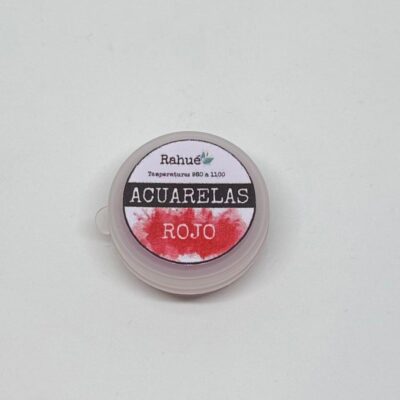 Rahué
Temperatura: 980 a 1100
ACUARELAS
ROJO